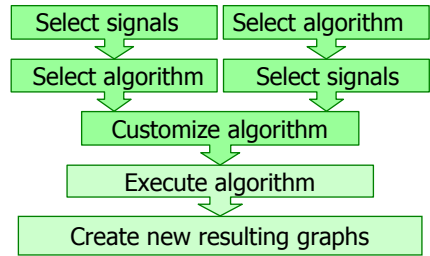 Select signals
Select algorithm
Select algorithm
Select signals
Customize algorithm
Execute algorithm
Create new resulting graphs